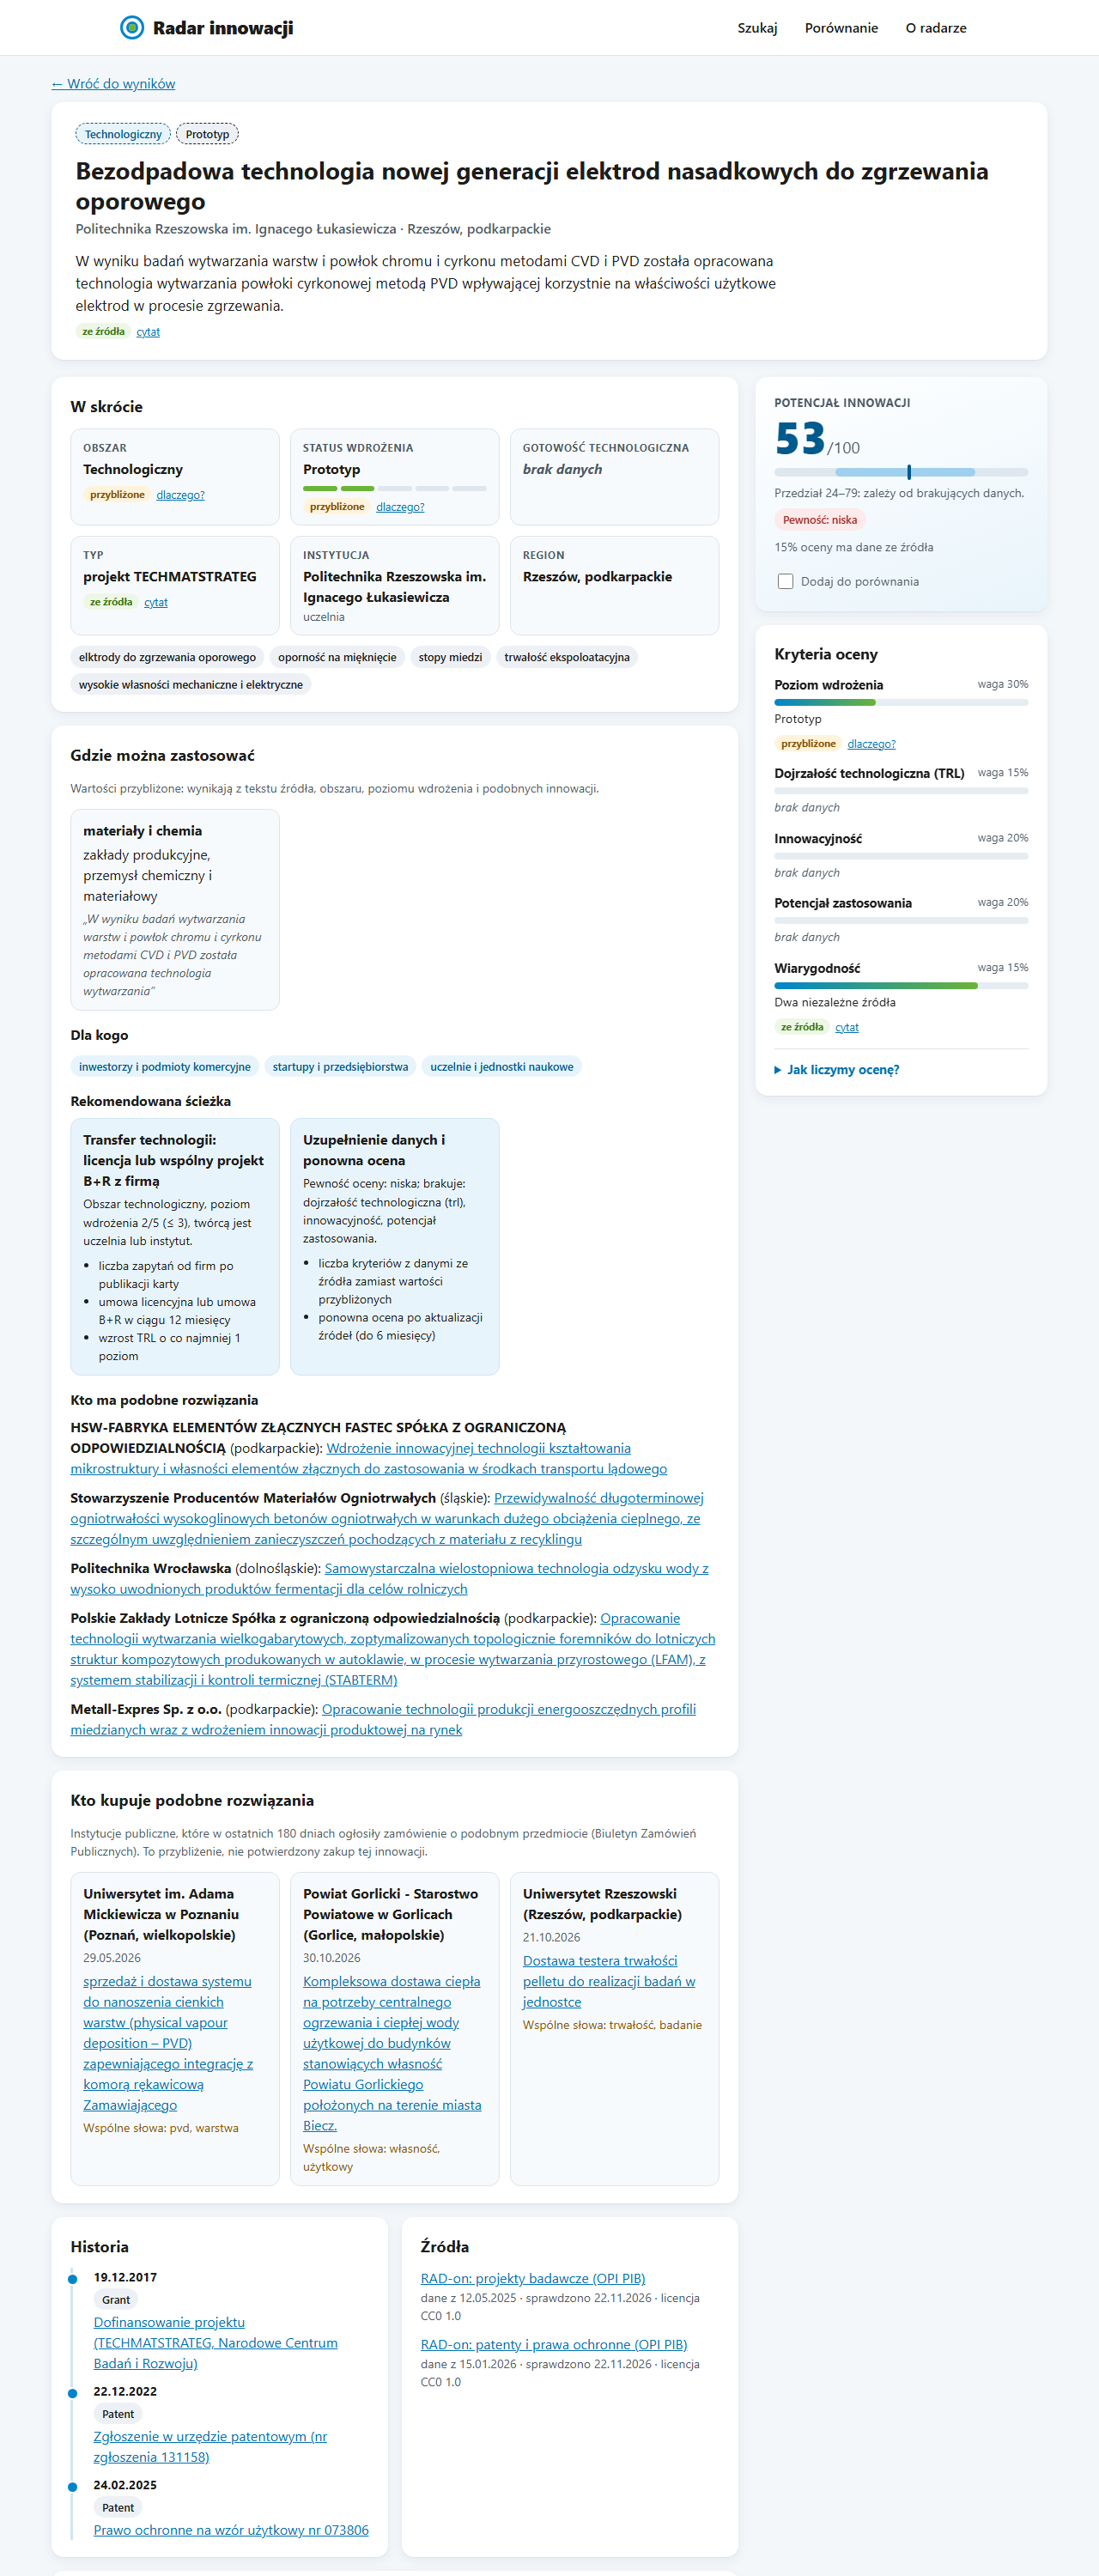 Radar innowacji
Szukaj
Porównanie
O radarze
← Wróć do wyników
Technologiczny
Prototyp
Bezodpadowa technologia nowej generacji elektrod nasadkowych do zgrzewania
oporowego
Politechnika Rzeszowska im. Ignacego Łukasiewicza · Rzeszów, podkarpackie
W wyniku badań wytwarzania warstw i powłok chromu i cyrkonu metodami CVD i PVD została opracowana
technologia wytwarzania powłoki cyrkonowej metodą PVD wpływającej korzystnie na właściwości użytkowe
elektrod w procesie zgrzewania.
ze źródła cytat
W skrócie
OBSZAR
Technologiczny
przybliżone dlaczego?
STATUS WDROŻENIA
Prototyp
przybliżone dlaczego?
GOTOWOŚĆ TECHNOLOGICZNA
brak danych
TYP
projekt TECHMATSTRATEG
ze źródła cytat
INSTYTUCJA
Politechnika Rzeszowska im.
Ignacego Łukasiewicza
uczelnia
REGION
Rzeszów, podkarpackie
elktrody do zgrzewania oporowego
oporność na mięknięcie
stopy miedzi
trwałość ekspoloatacyjna
wysokie własności mechaniczne i elektryczne
POTENCJAŁ INNOWACJI
53/100
Przedział 24–79: zależy od brakujących danych.
Pewność: niska
15% oceny ma dane ze źródła
Dodaj do porównania
Kryteria oceny
Poziom wdrożenia waga 30%
Prototyp
przybliżone dlaczego?
Dojrzałość technologiczna (TRL) waga 15%
brak danych
Innowacyjność waga 20%
brak danych
Potencjał zastosowania waga 20%
brak danych
Wiarygodność waga 15%
Dwa niezależne źródła
ze źródła cytat
▶ Jak liczymy ocenę?
Gdzie można zastosować
Wartości przybliżone: wynikają z tekstu źródła, obszaru, poziomu wdrożenia i podobnych innowacji.
materiały i chemia
zakłady produkcyjne,
przemysł chemiczny i
materiałowy
„W wyniku badań wytwarzania
warstw i powłok chromu i cyrkonu
metodami CVD i PVD została
opracowana technologia
wytwarzania”
Dla kogo
inwestorzy i podmioty komercyjne
startupy i przedsiębiorstwa
uczelnie i jednostki naukowe
Rekomendowana ścieżka
Transfer technologii:
licencja lub wspólny projekt
B+R z firmą
Obszar technologiczny, poziom
wdrożenia 2/5 (≤ 3), twórcą jest
uczelnia lub instytut.
• liczba zapytań od firm po
publikacji karty
• umowa licencyjna lub umowa
B+R w ciągu 12 miesięcy
• wzrost TRL o co najmniej 1
poziom
Uzupełnienie danych i
ponowna ocena
Pewność oceny: niska; brakuje:
dojrzałość technologiczna (trl),
innowacyjność, potencjał
zastosowania.
• liczba kryteriów z danymi ze
źródła zamiast wartości
przybliżonych
• ponowna ocena po aktualizacji
źródeł (do 6 miesięcy)
Kto ma podobne rozwiązania
HSW-FABRYKA ELEMENTÓW ZŁĄCZNYCH FASTEC SPÓŁKA Z OGRANICZONĄ
ODPOWIEDZIALNOŚCIĄ (podkarpackie): Wdrożenie innowacyjnej technologii kształtowania
mikrostruktury i własności elementów złącznych do zastosowania w środkach transportu lądowego
Stowarzyszenie Producentów Materiałów Ogniotrwałych (śląskie): Przewidywalność długoterminowej
ogniotrwałości wysokoglinowych betonów ogniotrwałych w warunkach dużego obciążenia cieplnego, ze
szczególnym uwzględnieniem zanieczyszczeń pochodzących z materiału z recyklingu
Politechnika Wrocławska (dolnośląskie): Samowystarczalna wielostopniowa technologia odzysku wody z
wysoko uwodnionych produktów fermentacji dla celów rolniczych
Polskie Zakłady Lotnicze Spółka z ograniczoną odpowiedzialnością (podkarpackie): Opracowanie
technologii wytwarzania wielkogabarytowych, zoptymalizowanych topologicznie foremników do lotniczych
struktur kompozytowych produkowanych w autoklawie, w procesie wytwarzania przyrostowego (LFAM), z
systemem stabilizacji i kontroli termicznej (STABTERM)
Metall-Expres Sp. z o.o. (podkarpackie): Opracowanie technologii produkcji energooszczędnych profili
miedzianych wraz z wdrożeniem innowacji produktowej na rynek
Kto kupuje podobne rozwiązania
Instytucje publiczne, które w ostatnich 180 dniach ogłosiły zamówienie o podobnym przedmiocie (Biuletyn Zamówień
Publicznych). To przybliżenie, nie potwierdzony zakup tej innowacji.
Uniwersytet im. Adama
Mickiewicza w Poznaniu
(Poznań, wielkopolskie)
29.05.2026
sprzedaż i dostawa systemu
do nanoszenia cienkich
warstw (physical vapour
deposition – PVD)
zapewniającego integrację z
komorą rękawicową
Zamawiającego
Wspólne słowa: pvd, warstwa
Powiat Gorlicki - Starostwo
Powiatowe w Gorlicach
(Gorlice, małopolskie)
30.10.2026
Kompleksowa dostawa ciepła
na potrzeby centralnego
ogrzewania i ciepłej wody
użytkowej do budynków
stanowiących własność
Powiatu Gorlickiego
położonych na terenie miasta
Biecz.
Wspólne słowa: własność,
użytkowy
Uniwersytet Rzeszowski
(Rzeszów, podkarpackie)
21.10.2026
Dostawa testera trwałości
pelletu do realizacji badań w
jednostce
Wspólne słowa: trwałość, badanie
Historia
19.12.2017
Grant
Dofinansowanie projektu
(TECHMATSTRATEG, Narodowe Centrum
Badań i Rozwoju)
22.12.2022
Patent
Zgłoszenie w urzędzie patentowym (nr
zgłoszenia 131158)
24.02.2025
Patent
Prawo ochronne na wzór użytkowy nr 073806
Źródła
RAD-on: projekty badawcze (OPI PIB)
dane z 12.05.2025 · sprawdzono 22.11.2026 · licencja
CC0 1.0
RAD-on: patenty i prawa ochronne (OPI PIB)
dane z 15.01.2026 · sprawdzono 22.11.2026 · licencja
CC0 1.0